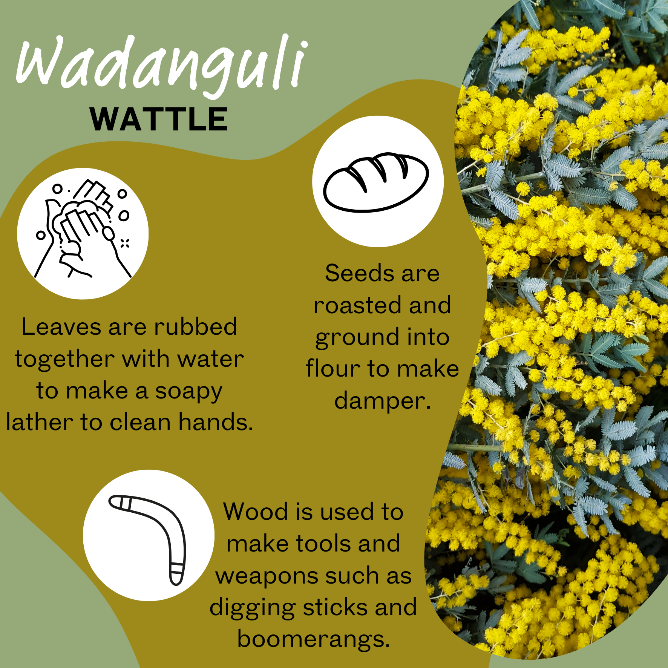 Wadanguli
WATTLE
Leaves are rubbed
together with water
to make a soapy
lather to clean hands.
Seeds are
roasted and
ground into
flour to make
damper.
Wood is used to
make tools and
weapons such as
digging sticks and
boomerangs.